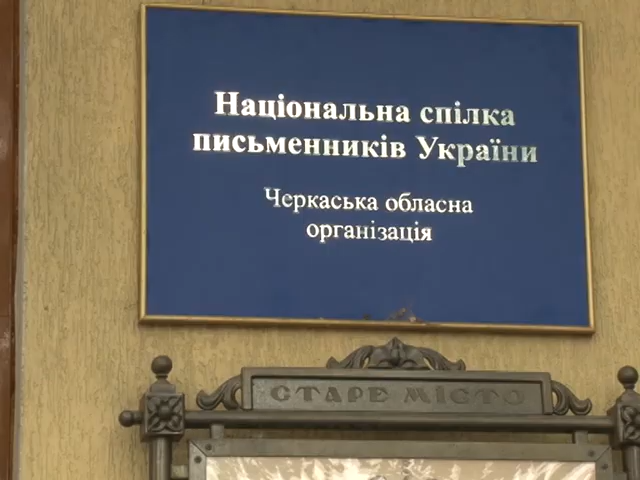 Національна спілка
письменників України
Черкаська обласна
організація
СТАРЕ МІСТО